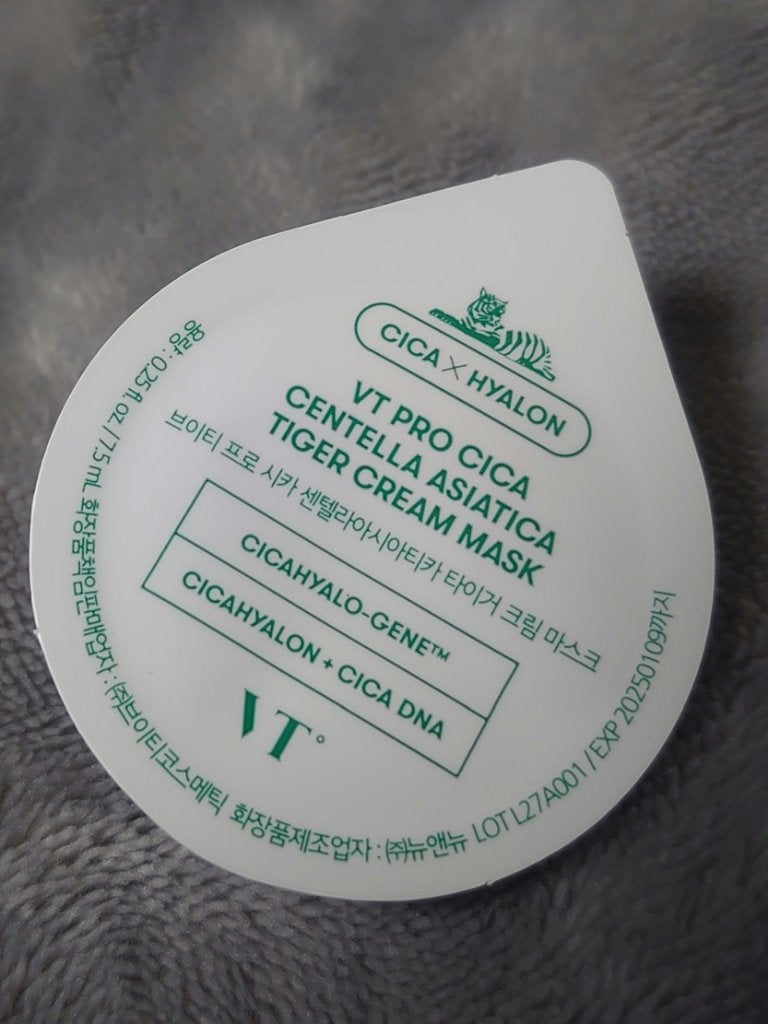 CICA X HYALON
VT PRO CICA
CENTELLA ASIATICA
TIGER CREAM MASK
브이티 프로 시카 센텔라아시아티카 타이거 크림 마스크
CICAHYALO-GENE™
CICAHYALON + CICA DNA
VT
용량 : 0.25 fl. oz. / 7.5 mL 화장품책임판매업자 : ㈜브이티코스메틱 화장품제조업자 : ㈜뉴앤뉴 LOT L27A001 / EXP 20250109까지